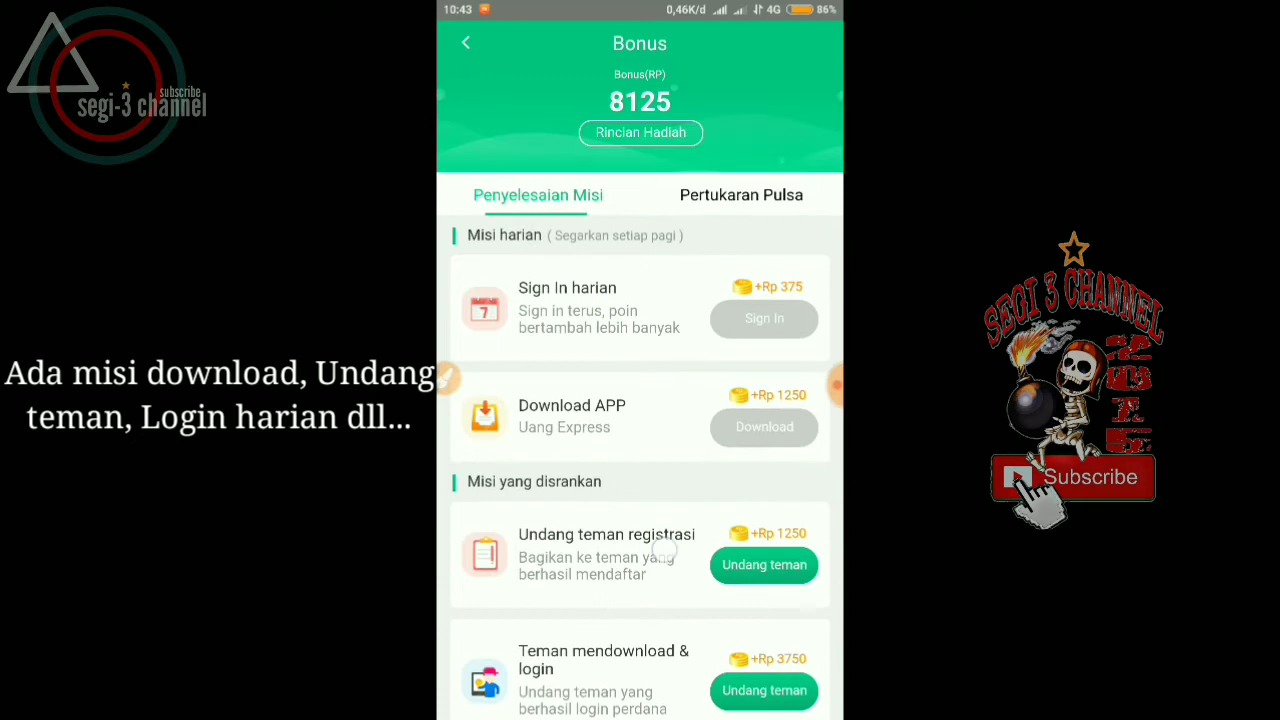 subscribe
segi-3 channel
Ada misi download, Undang
teman, Login harian dll...
10:43
0,46K/d
4G
86%
Bonus
Bonus(RP)
8125
Rincian Hadiah
Penyelesaian Misi
Pertukaran Pulsa
Misi harian ( Segarkan setiap pagi )
Sign In harian
+Rp 375
Sign in terus, poin
bertambah lebih banyak
Sign In
7
Download APP
+Rp 1250
Uang Express
Download
Misi yang disrankan
Undang teman registrasi
+Rp 1250
Bagikan ke teman yang
berhasil mendaftar
Undang teman
Teman mendownload &
login
+Rp 3750
Undang teman yang
berhasil login perdana
Undang teman
SEGI 3 CHANNEL
Subscribe